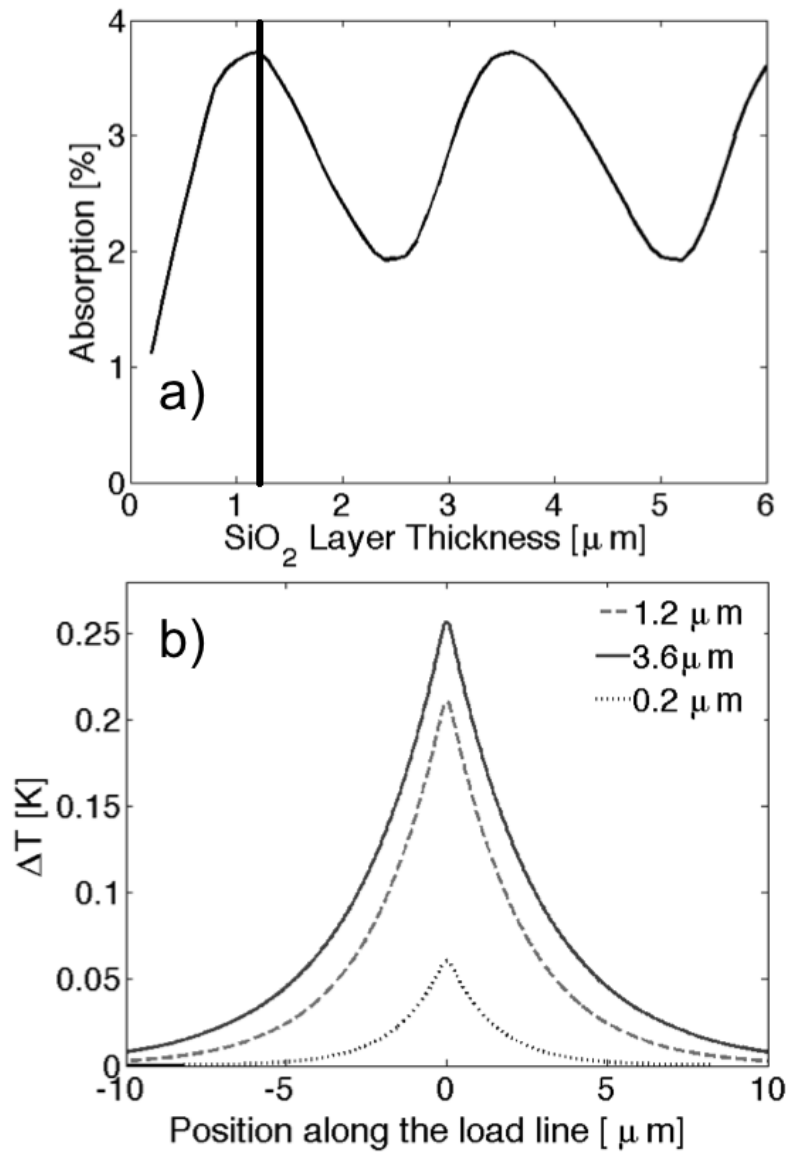 4
3
2
1
0
Absorption [%]
a)
0 1 2 3 4 5 6
SiO2 Layer Thickness [μm]
b)
1.2 μm
3.6μm
0.2 μm
0.25
0.2
0.15
0.1
0.05
0
ΔT [K]
-10 -5 0 5 10
Position along the load line [ μm]